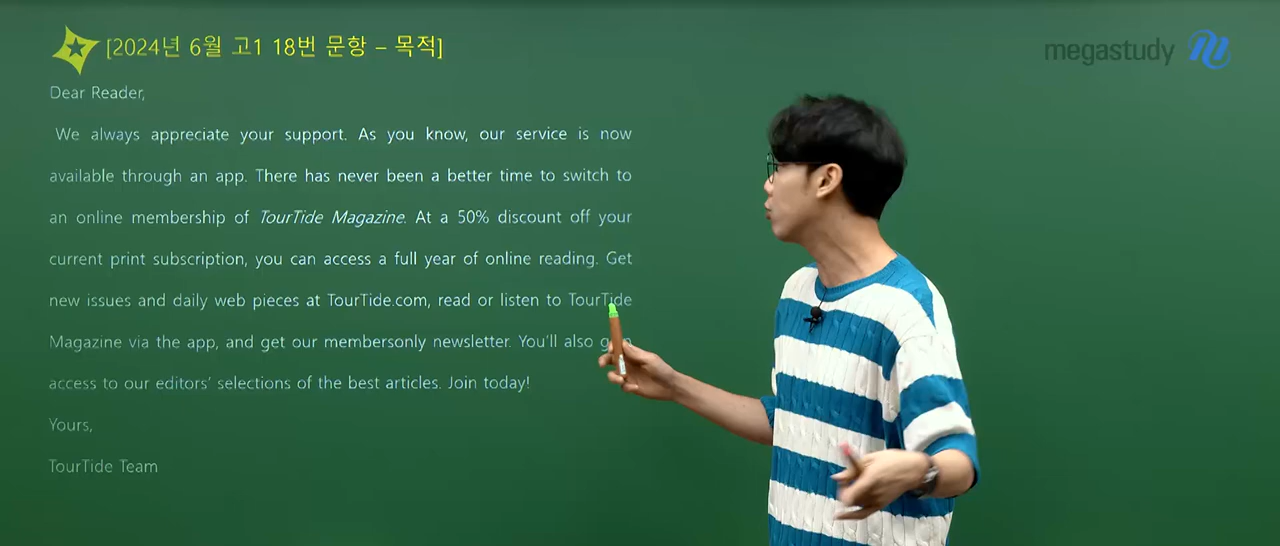 [2024년 6월 고1 18번 문항 – 목적]
megastudy
Dear Reader,
We always appreciate your support. As you know, our service is now
available through an app. There has never been a better time to switch to
an online membership of TourTide Magazine. At a 50% discount off your
current print subscription, you can access a full year of online reading. Get
new issues and daily web pieces at TourTide.com, read or listen to TourTide
Magazine via the app, and get our membersonly newsletter. You'll also
access to our editors' selections of the best articles. Join today!
Yours,
TourTide Team